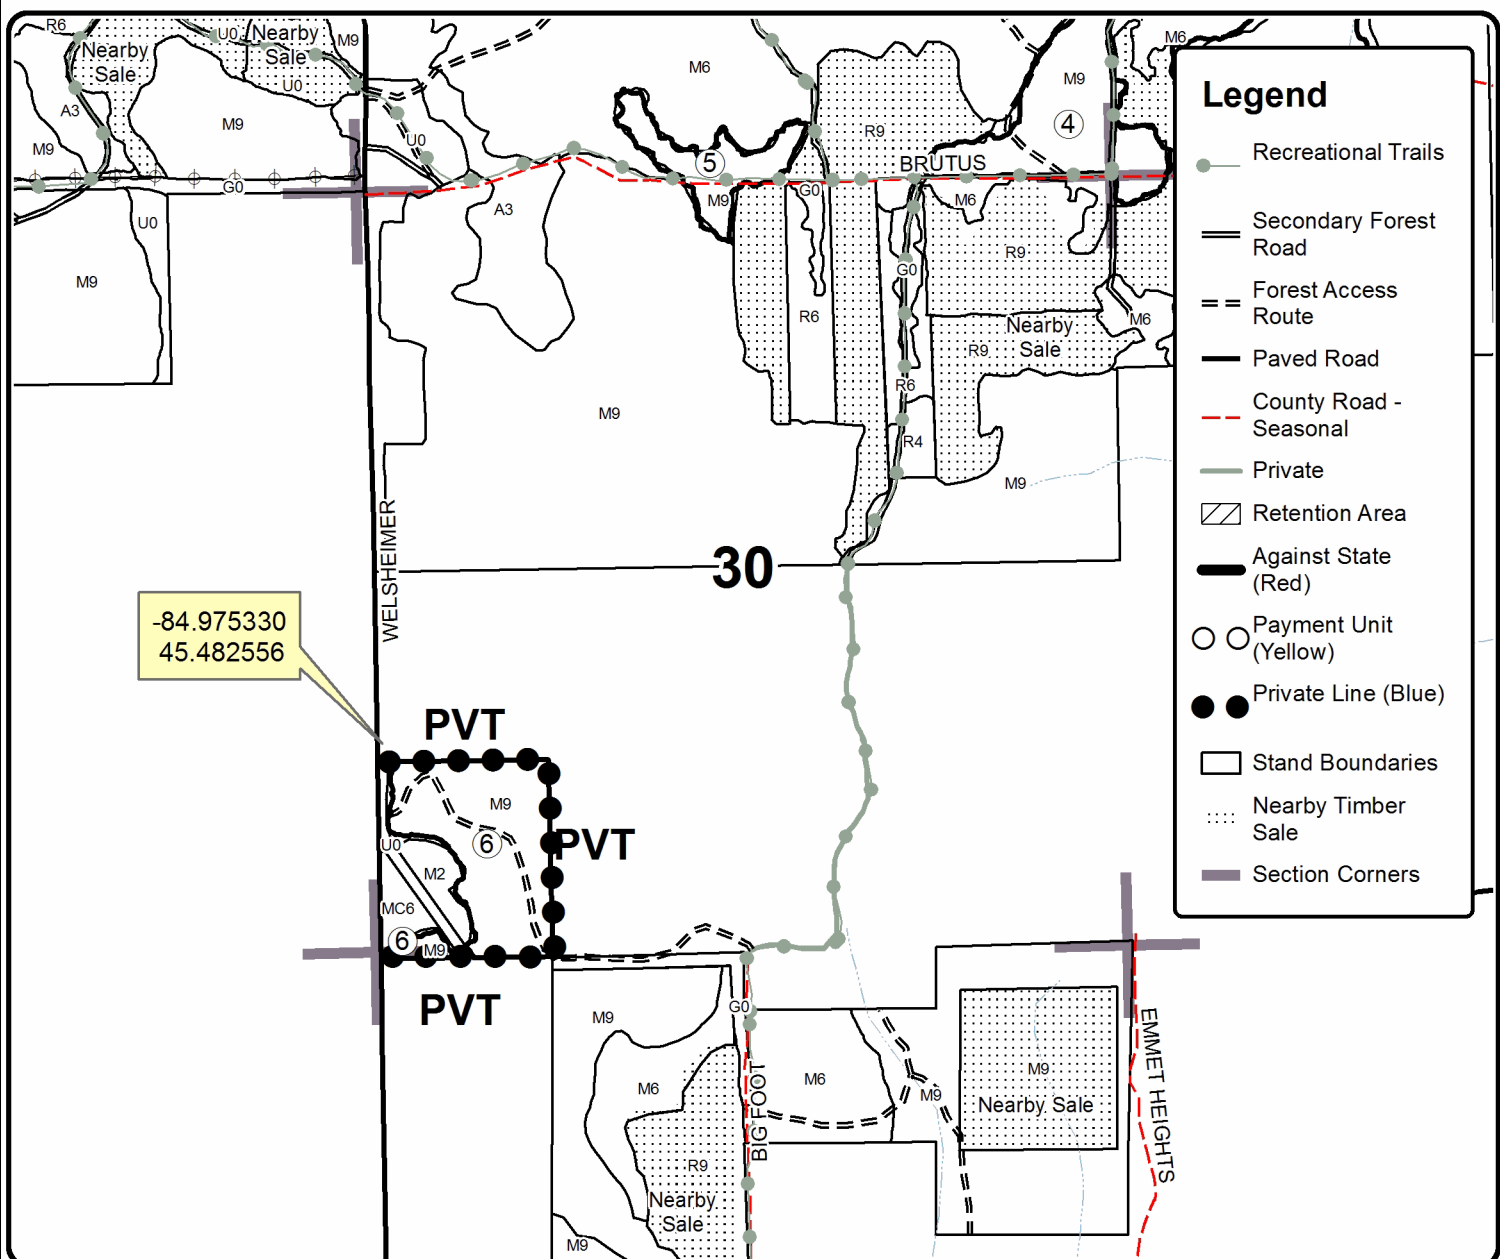 R6
Nearby
Sale
U0
Nearby
Sale
M9
U0
A3
M9
M9
U0
M6
M9
4
M6
R9
5
BRUTUS
G0
U0
M9
A3
M9
G0
M6
R9
G0
R6
Nearby
Sale
R9
M6
R6
M9
R4
M9
WELSHEIMER
30
-84.975330
45.482556
PVT
M9
6
PVT
U0
M2
MC6
6
M9
PVT
M9
G0
M6
M6
M9
M9
Nearby Sale
BIG FOOT
EMMET HEIGHTS
R9
Nearby
Sale
M9
Legend
Recreational Trails
Secondary Forest
Road
Forest Access
Route
Paved Road
County Road -
Seasonal
Private
Retention Area
Against State
(Red)
Payment Unit
(Yellow)
Private Line (Blue)
Stand Boundaries
Nearby Timber
Sale
Section Corners